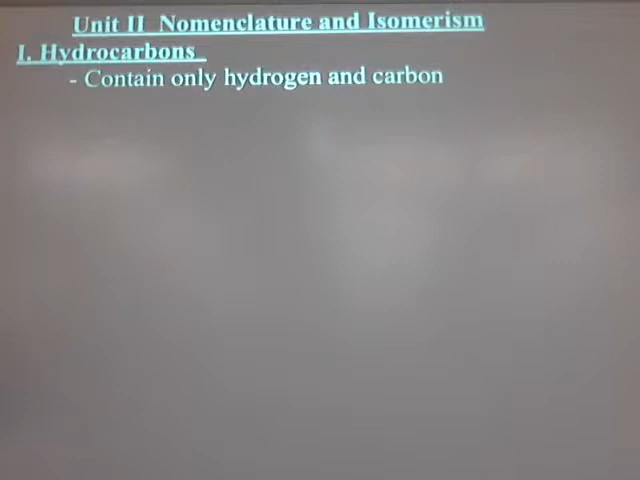 Unit II  Nomenclature and Isomerism
I. Hydrocarbons
- Contain only hydrogen and carbon